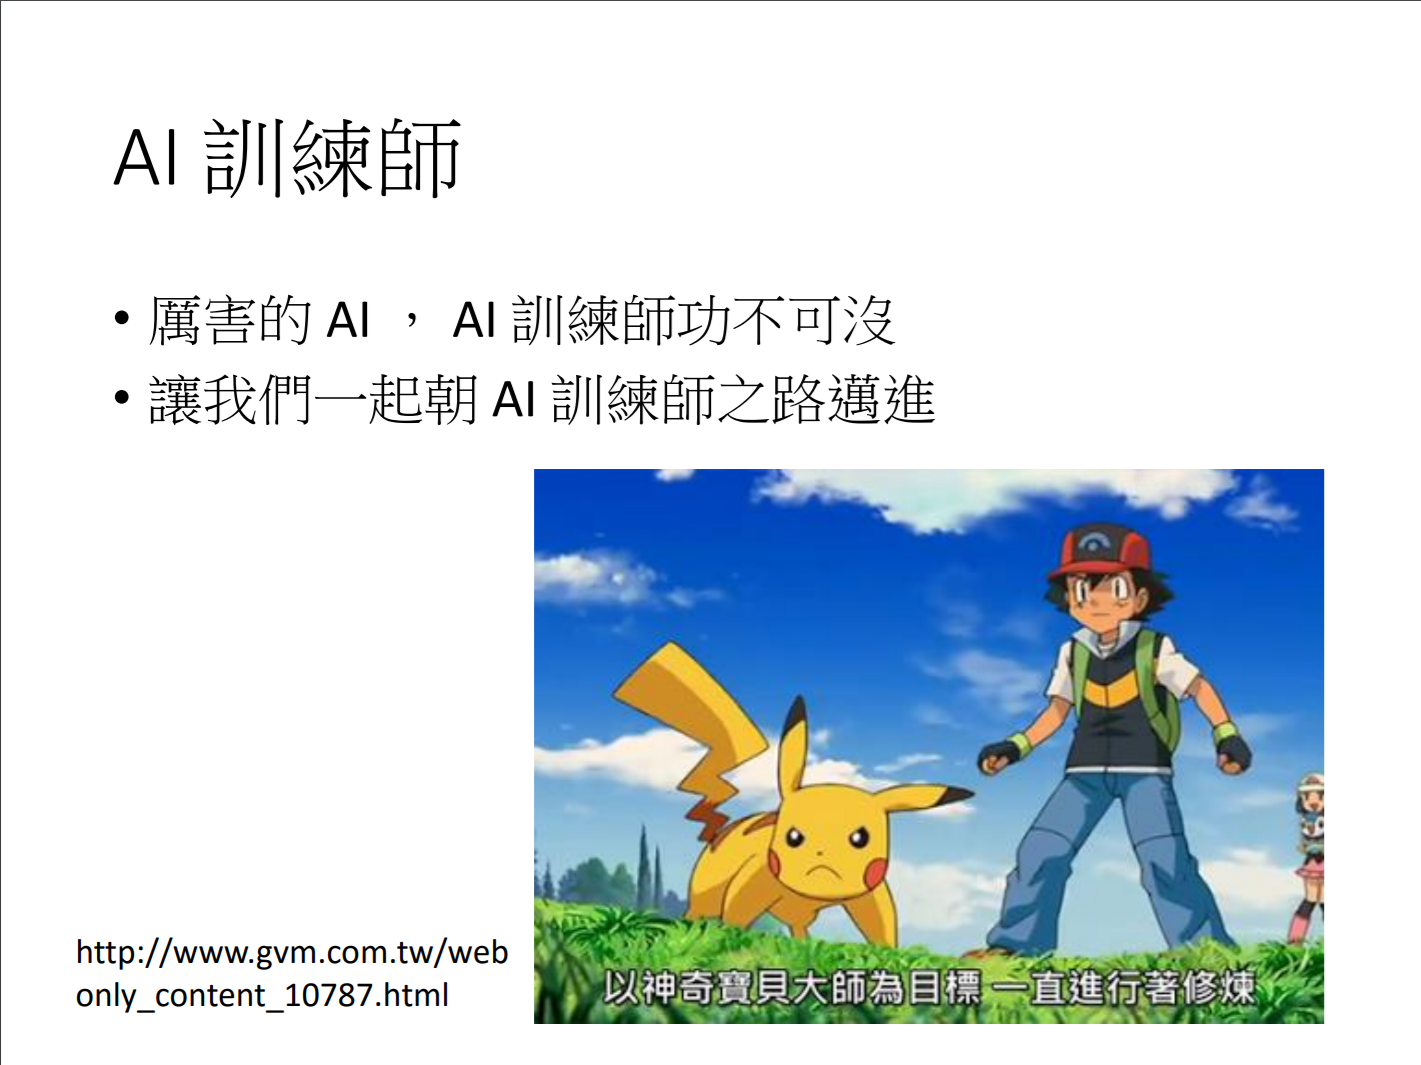 AI 訓練師
• 厲害的 AI ， AI 訓練師功不可沒
• 讓我們一起朝 AI 訓練師之路邁進
以神奇寶貝大師為目標 一直進行著修煉
http://www.gvm.com.tw/web
only_content_10787.html